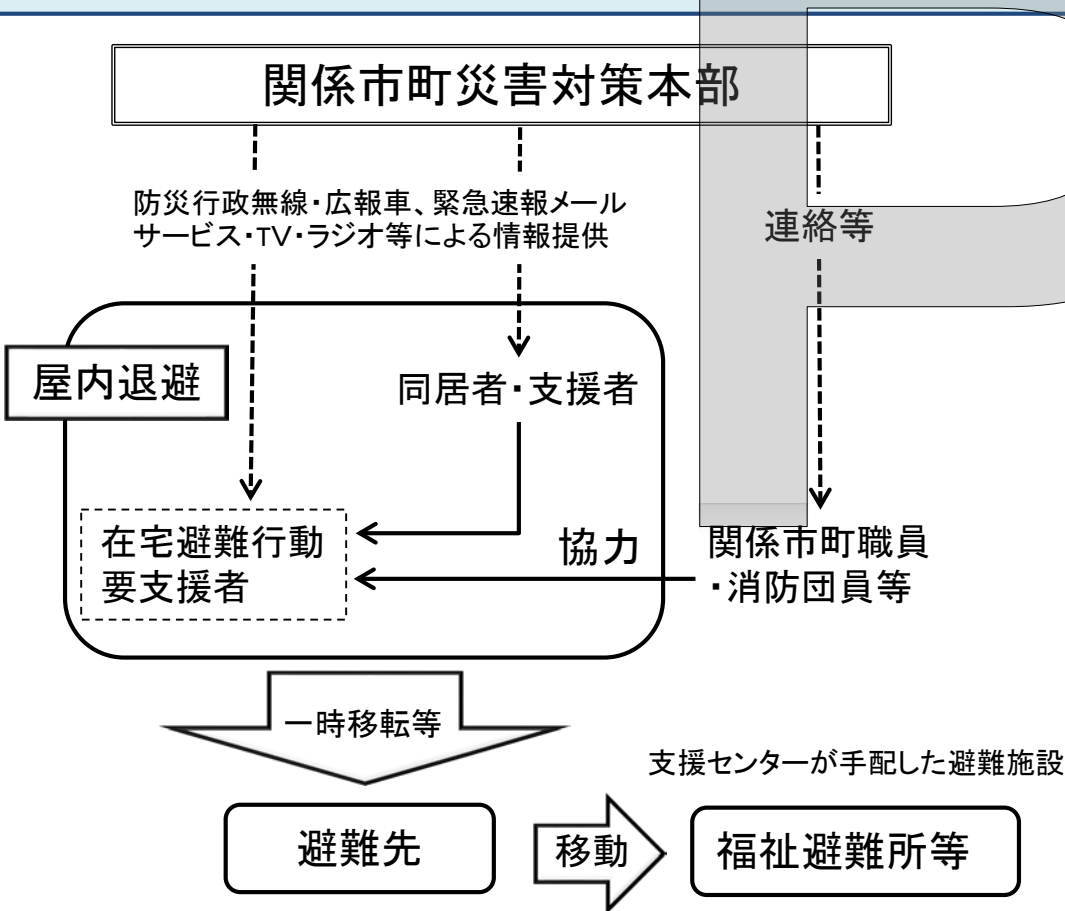 関係市町災害対策本部
防災行政無線・広報車、緊急速報メール
サービス・TV・ラジオ等による情報提供
連絡等
屋内退避
同居者・支援者
在宅避難行動
要支援者
協力
関係市町職員
・消防団員等
一時移転等
支援センターが手配した避難施設
避難先
移動
福祉避難所等